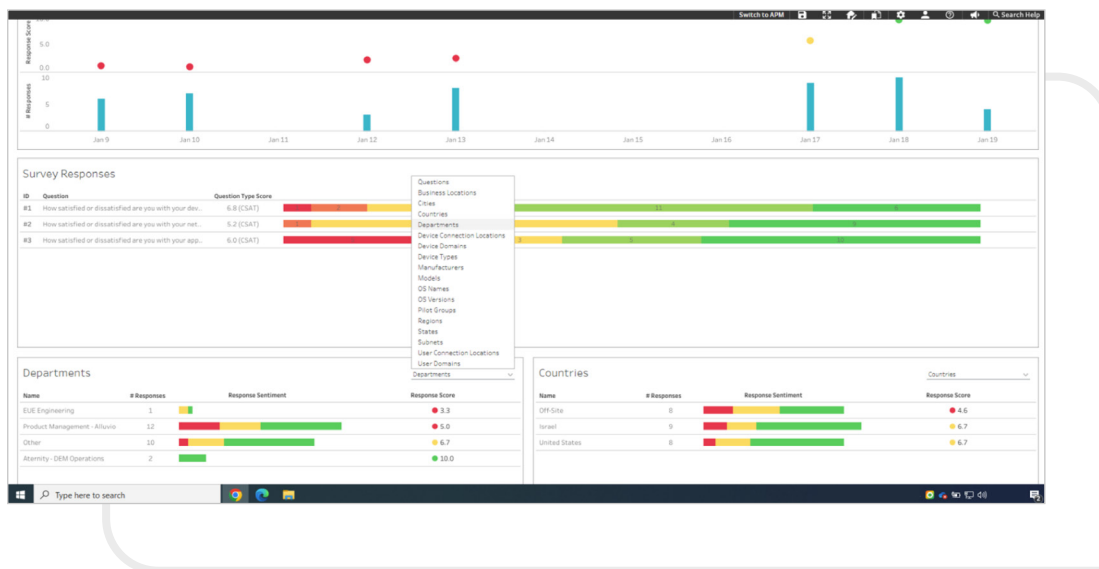 Switch to APM
Search Help
Response Score
5.0
0.0
# Responses
10
5
0
Jan 9 Jan 10 Jan 11 Jan 12 Jan 13 Jan 14 Jan 15 Jan 16 Jan 17 Jan 18 Jan 19
Survey Responses
ID Question Question Type Score
#1 How satisfied or dissatisfied are you with your dev.. 6.8 (CSAT) 11
#2 How satisfied or dissatisfied are you with your net.. 5.2 (CSAT) 4
#3 How satisfied or dissatisfied are you with your app.. 6.0 (CSAT) 3 5 10
Questions
Business Locations
Cities
Countries
Departments
Device Connection Locations
Device Domains
Device Types
Manufacturers
Models
OS Names
OS Versions
Pilot Groups
Regions
States
Subnets
User Connection Locations
User Domains
Departments
Departments
Name # Responses Response Sentiment Response Score
EUE Engineering 1 3.3
Product Management - Alluvio 12 5.0
Other 10 6.7
Aternity - DEM Operations 2 10.0
Countries
Countries
Name # Responses Response Sentiment Response Score
Off-Site 8 4.6
Israel 9 6.7
United States 8 6.7
Type here to search